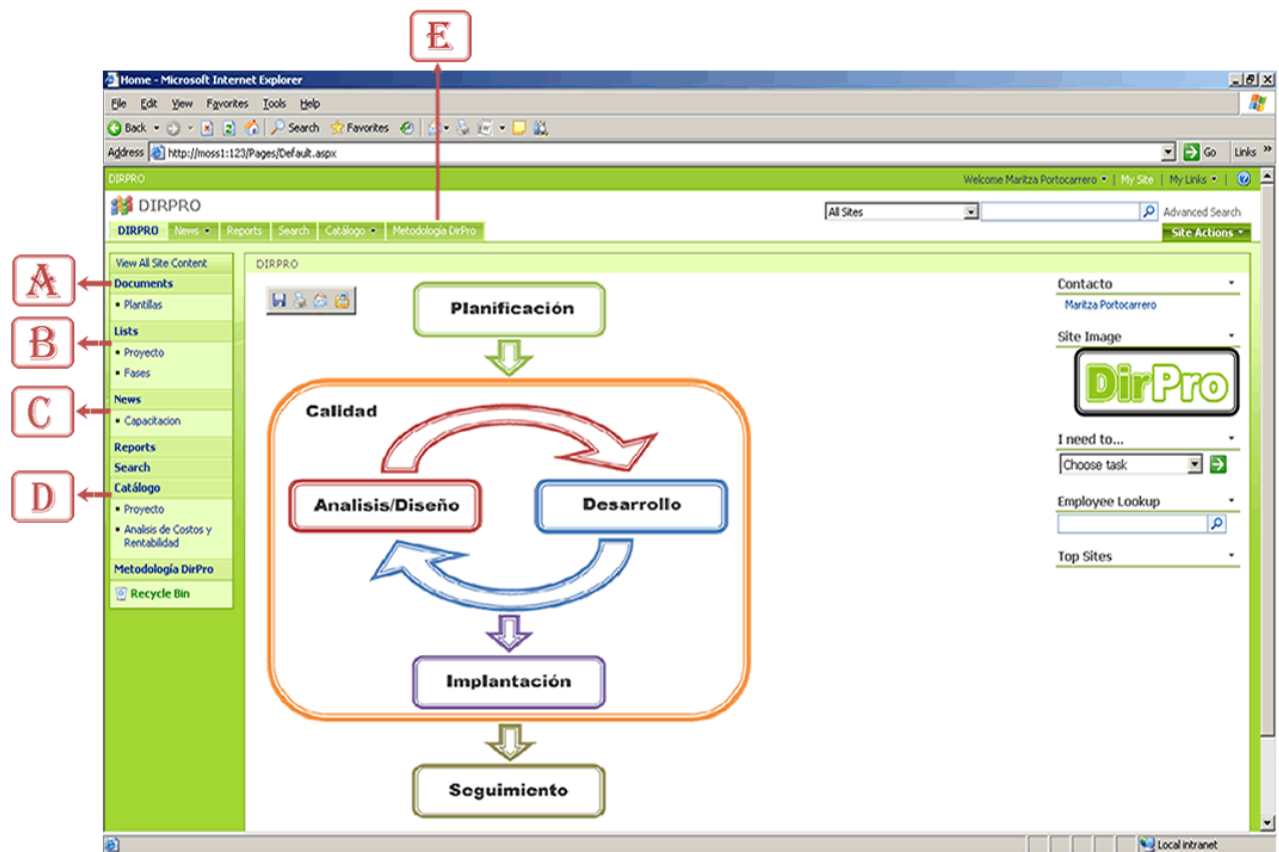 E
Home - Microsoft Internet Explorer
File Edit View Favorites Tools Help
Back Search Favorites
Address http://moss1:123/Pages/Default.aspx Go Links »
DIRPRO Welcome Maritza Portocarrero | My Site | My Links |
DIRPRO
All Sites Advanced Search
DIRPRO News Reports Search Catálogo Metodología DirPro Site Actions
A
B
C
D
View All Site Content
Documents
Plantillas
Lists
Proyecto
Fases
News
Capacitacion
Reports
Search
Catálogo
Proyecto
Analisis de Costos y
Rentabilidad
Metodología DirPro
Recycle Bin
DIRPRO
Planificación
Calidad
Analisis/Diseño
Desarrollo
Implantación
Seguimiento
Contacto
Maritza Portocarrero
Site Image
DirPro
I need to...
Choose task
Employee Lookup
Top Sites
Local intranet